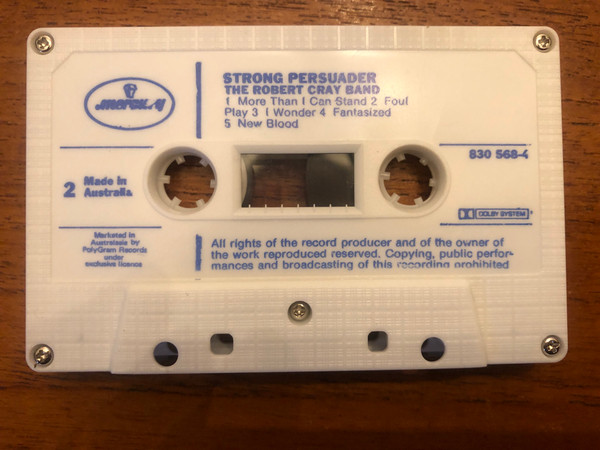 mercury
STRONG PERSUADER
THE ROBERT CRAY BAND
1 More Than I Can Stand 2 Foul
Play 3 I Wonder 4 Fantasized
5 New Blood
830 568-4
2
Made in
Australia
DOLBY SYSTEM
Marketed in
Australasia by
PolyGram Records
under
exclusive licence
All rights of the record producer and of the owner of
the work reproduced reserved. Copying, public perfor-
mances and broadcasting of this recording prohibited